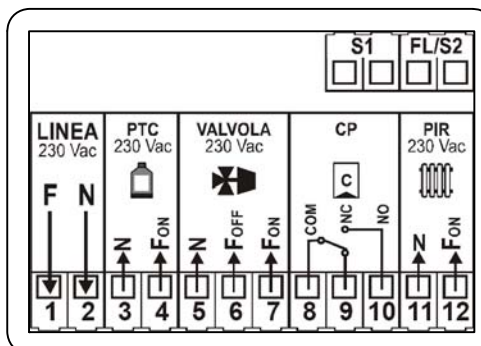 S1 FL/S2
LINEA PTC VALVOLA CP PIR
230 Vac 230 Vac 230 Vac 230 Vac
C
F N
N FON N FOFF FON COM NC NO N FON
1 2 3 4 5 6 7 8 9 10 11 12